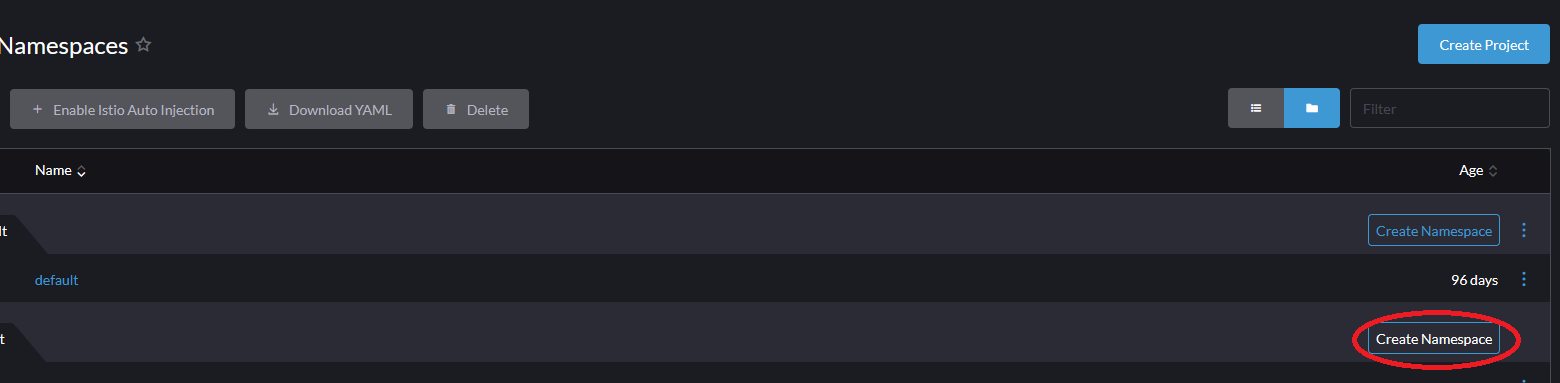 Namespaces
Create Project
Enable Istio Auto Injection
Download YAML
Delete
Filter
Name
Age
lt
Create Namespace
default
96 days
t
Create Namespace